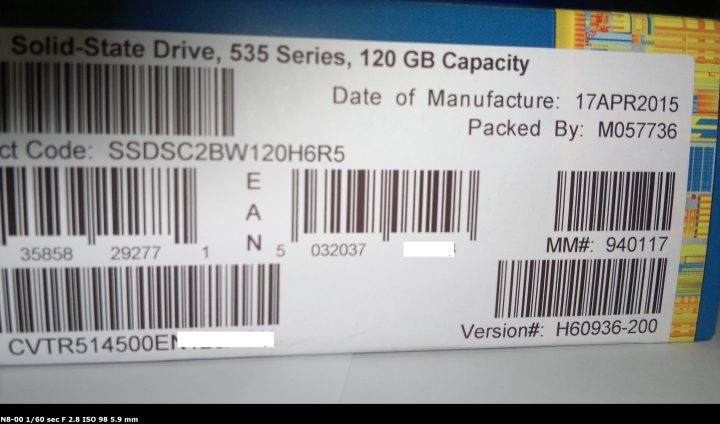 Solid-State Drive, 535 Series, 120 GB Capacity
Date of Manufacture: 17APR2015
Packed By: M057736
ct Code: SSDSC2BW120H6R5
EAN
35858 29277 1
5 032037
MM#: 940117
CVTR514500EN
Version#: H60936-200
N8-00 1/60 sec F 2.8 ISO 98 5.9 mm